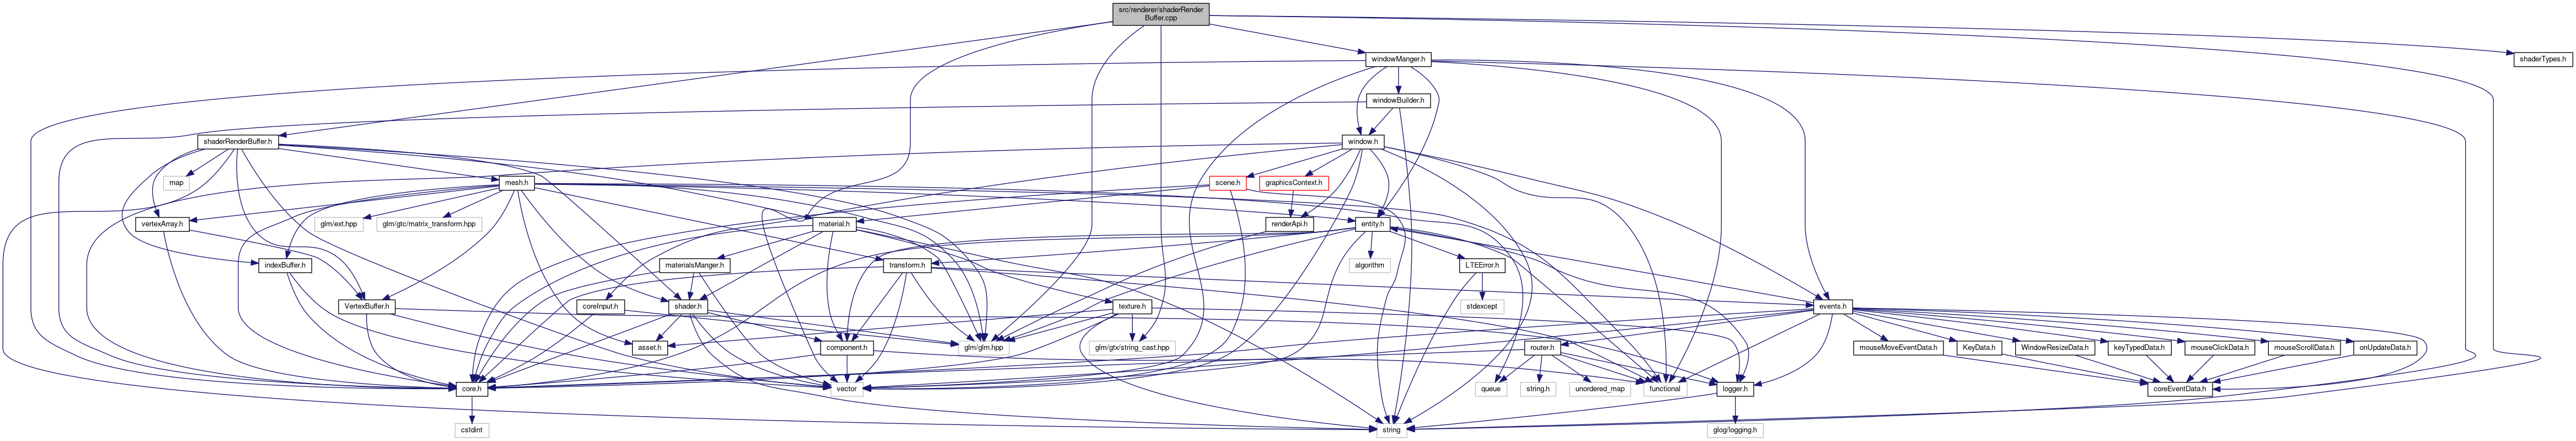 src/renderer/shaderRender
Buffer.cpp
windowManger.h
shaderTypes.h
windowBuilder.h
shaderRenderBuffer.h
window.h
map
mesh.h
scene.h
graphicsContext.h
vertexArray.h
glm/ext.hpp
glm/gtc/matrix_transform.hpp
material.h
renderApi.h
entity.h
indexBuffer.h
materialsManger.h
transform.h
algorithm
LTEError.h
VertexBuffer.h
coreInput.h
shader.h
texture.h
stdexcept
events.h
asset.h
component.h
glm/glm.hpp
glm/gtx/string_cast.hpp
router.h
mouseMoveEventData.h
KeyData.h
WindowResizeData.h
keyTypedData.h
mouseClickData.h
mouseScrollData.h
onUpdateData.h
core.h
vector
queue
string.h
unordered_map
functional
logger.h
coreEventData.h
cstdint
string
glog/logging.h